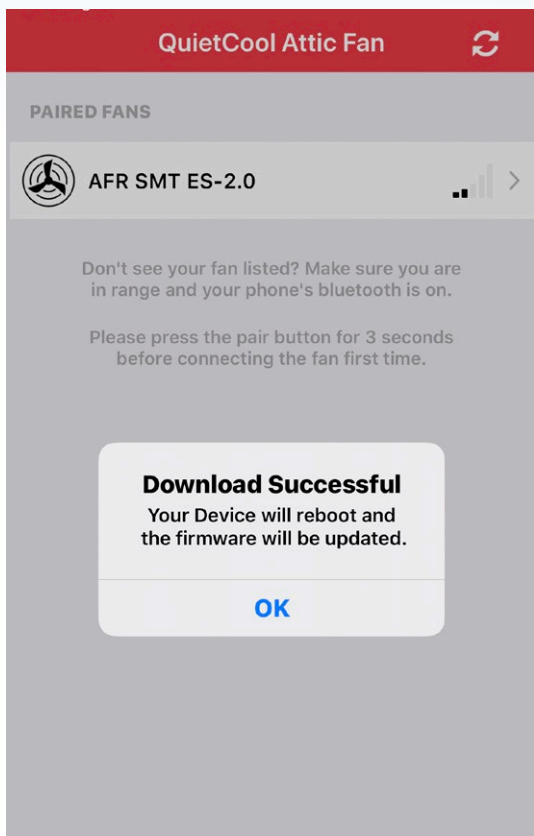 QuietCool Attic Fan
PAIRED FANS
AFR SMT ES-2.0
Don't see your fan listed? Make sure you are
in range and your phone's bluetooth is on.
Please press the pair button for 3 seconds
before connecting the fan first time.
Download Successful
Your Device will reboot and
the firmware will be updated.
OK